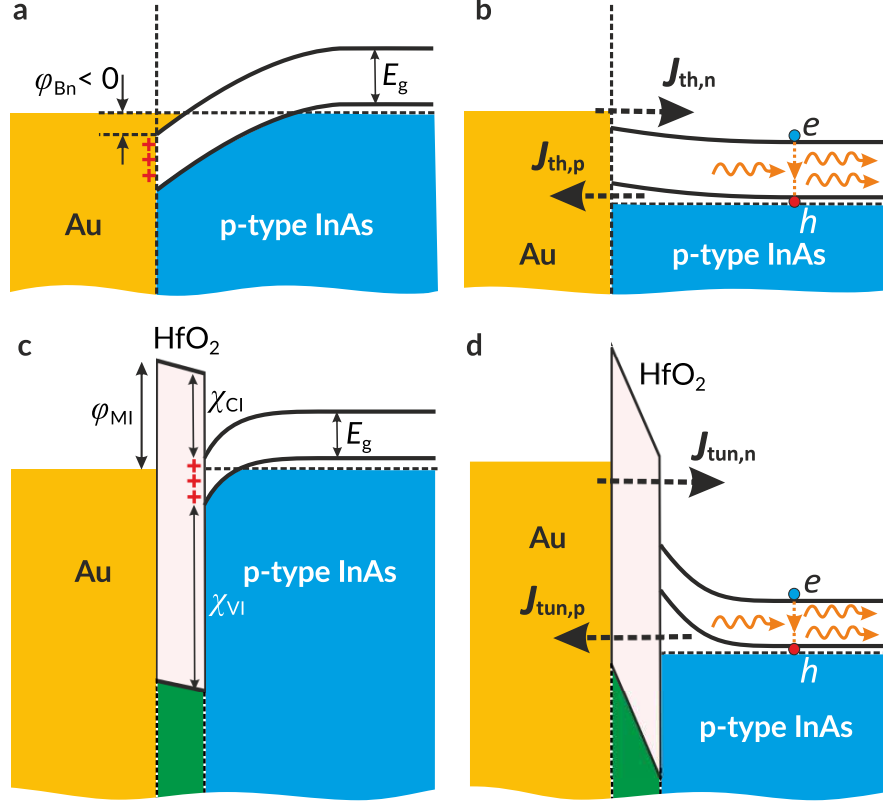 a
φBn < 0
Eg
+
+
+
Au
p-type InAs
b
Jth,n
e
Jth,p
h
Au
p-type InAs
c
HfO2
φMI
χCI
Eg
+
+
+
Au
p-type InAs
χVI
d
HfO2
Jtun,n
Au
e
Jtun,p
h
p-type InAs